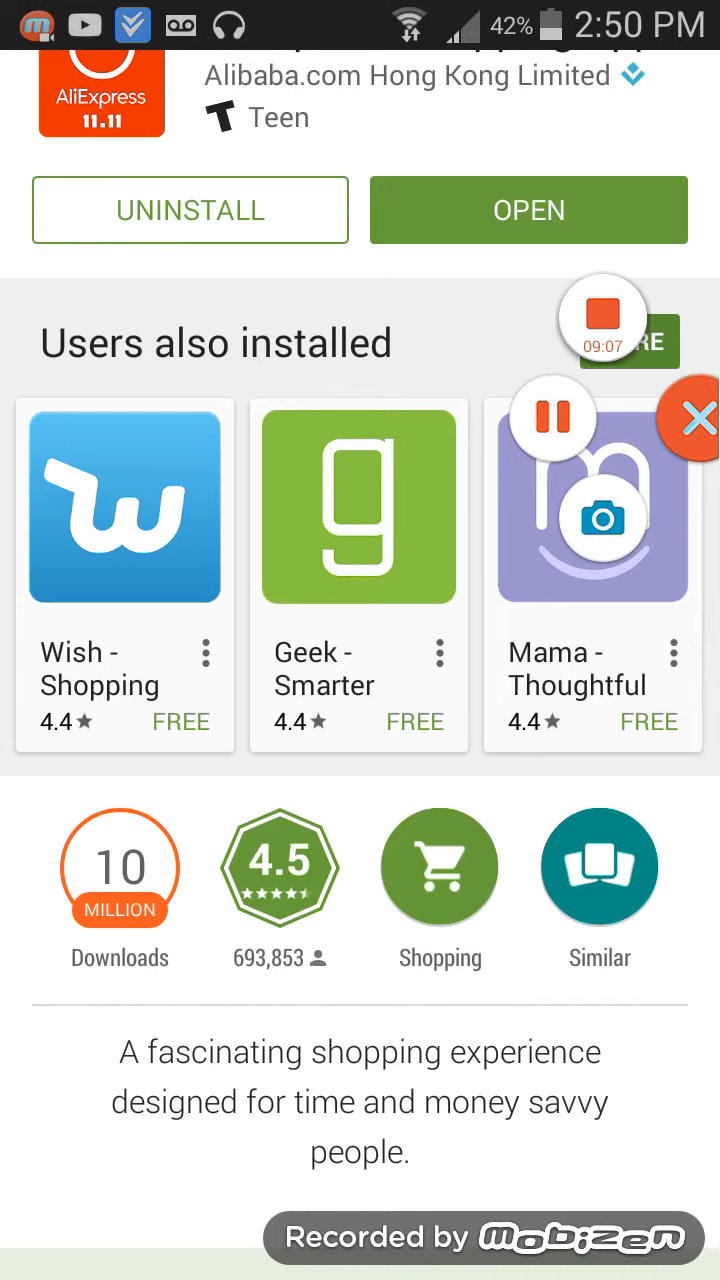 42% 2:50 PM
AliExpress
11.11
Alibaba.com Hong Kong Limited
Teen
UNINSTALL
OPEN
Users also installed
09:07
Wish -
Shopping
4.4 FREE
Geek -
Smarter
4.4 FREE
Mama -
Thoughtful
4.4 FREE
10
MILLION
Downloads
4.5
693,853
Shopping
Similar
A fascinating shopping experience
designed for time and money savvy
people.
Recorded by mobizen